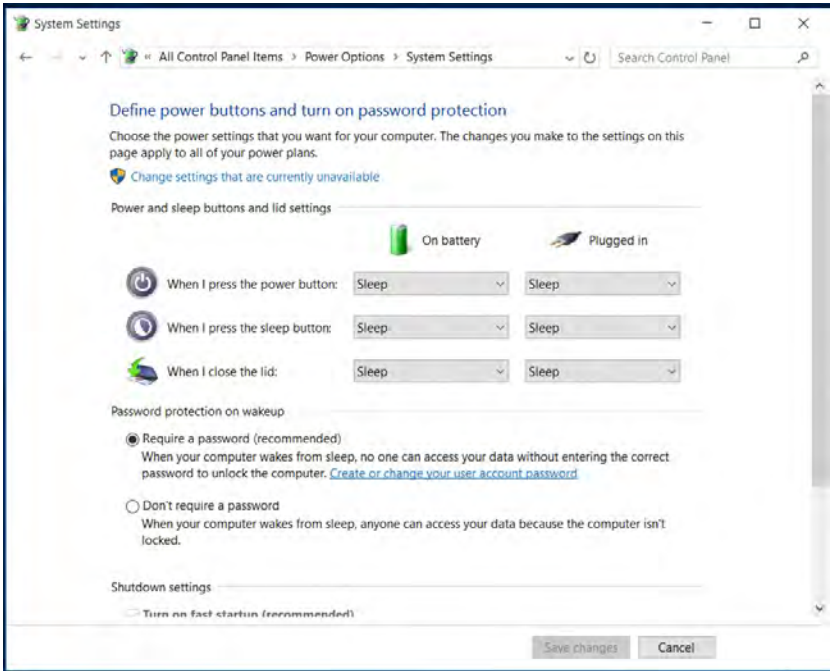 System Settings
« All Control Panel Items > Power Options > System Settings
Search Control Panel
Define power buttons and turn on password protection
Choose the power settings that you want for your computer. The changes you make to the settings on this
page apply to all of your power plans.
Change settings that are currently unavailable
Power and sleep buttons and lid settings
On battery Plugged in
When I press the power button: Sleep Sleep
When I press the sleep button: Sleep Sleep
When I close the lid: Sleep Sleep
Password protection on wakeup
Require a password (recommended)
When your computer wakes from sleep, no one can access your data without entering the correct
password to unlock the computer. Create or change your user account password
Don't require a password
When your computer wakes from sleep, anyone can access your data because the computer isn't
locked.
Shutdown settings
Turn on fast startup (recommended)
Save changes Cancel